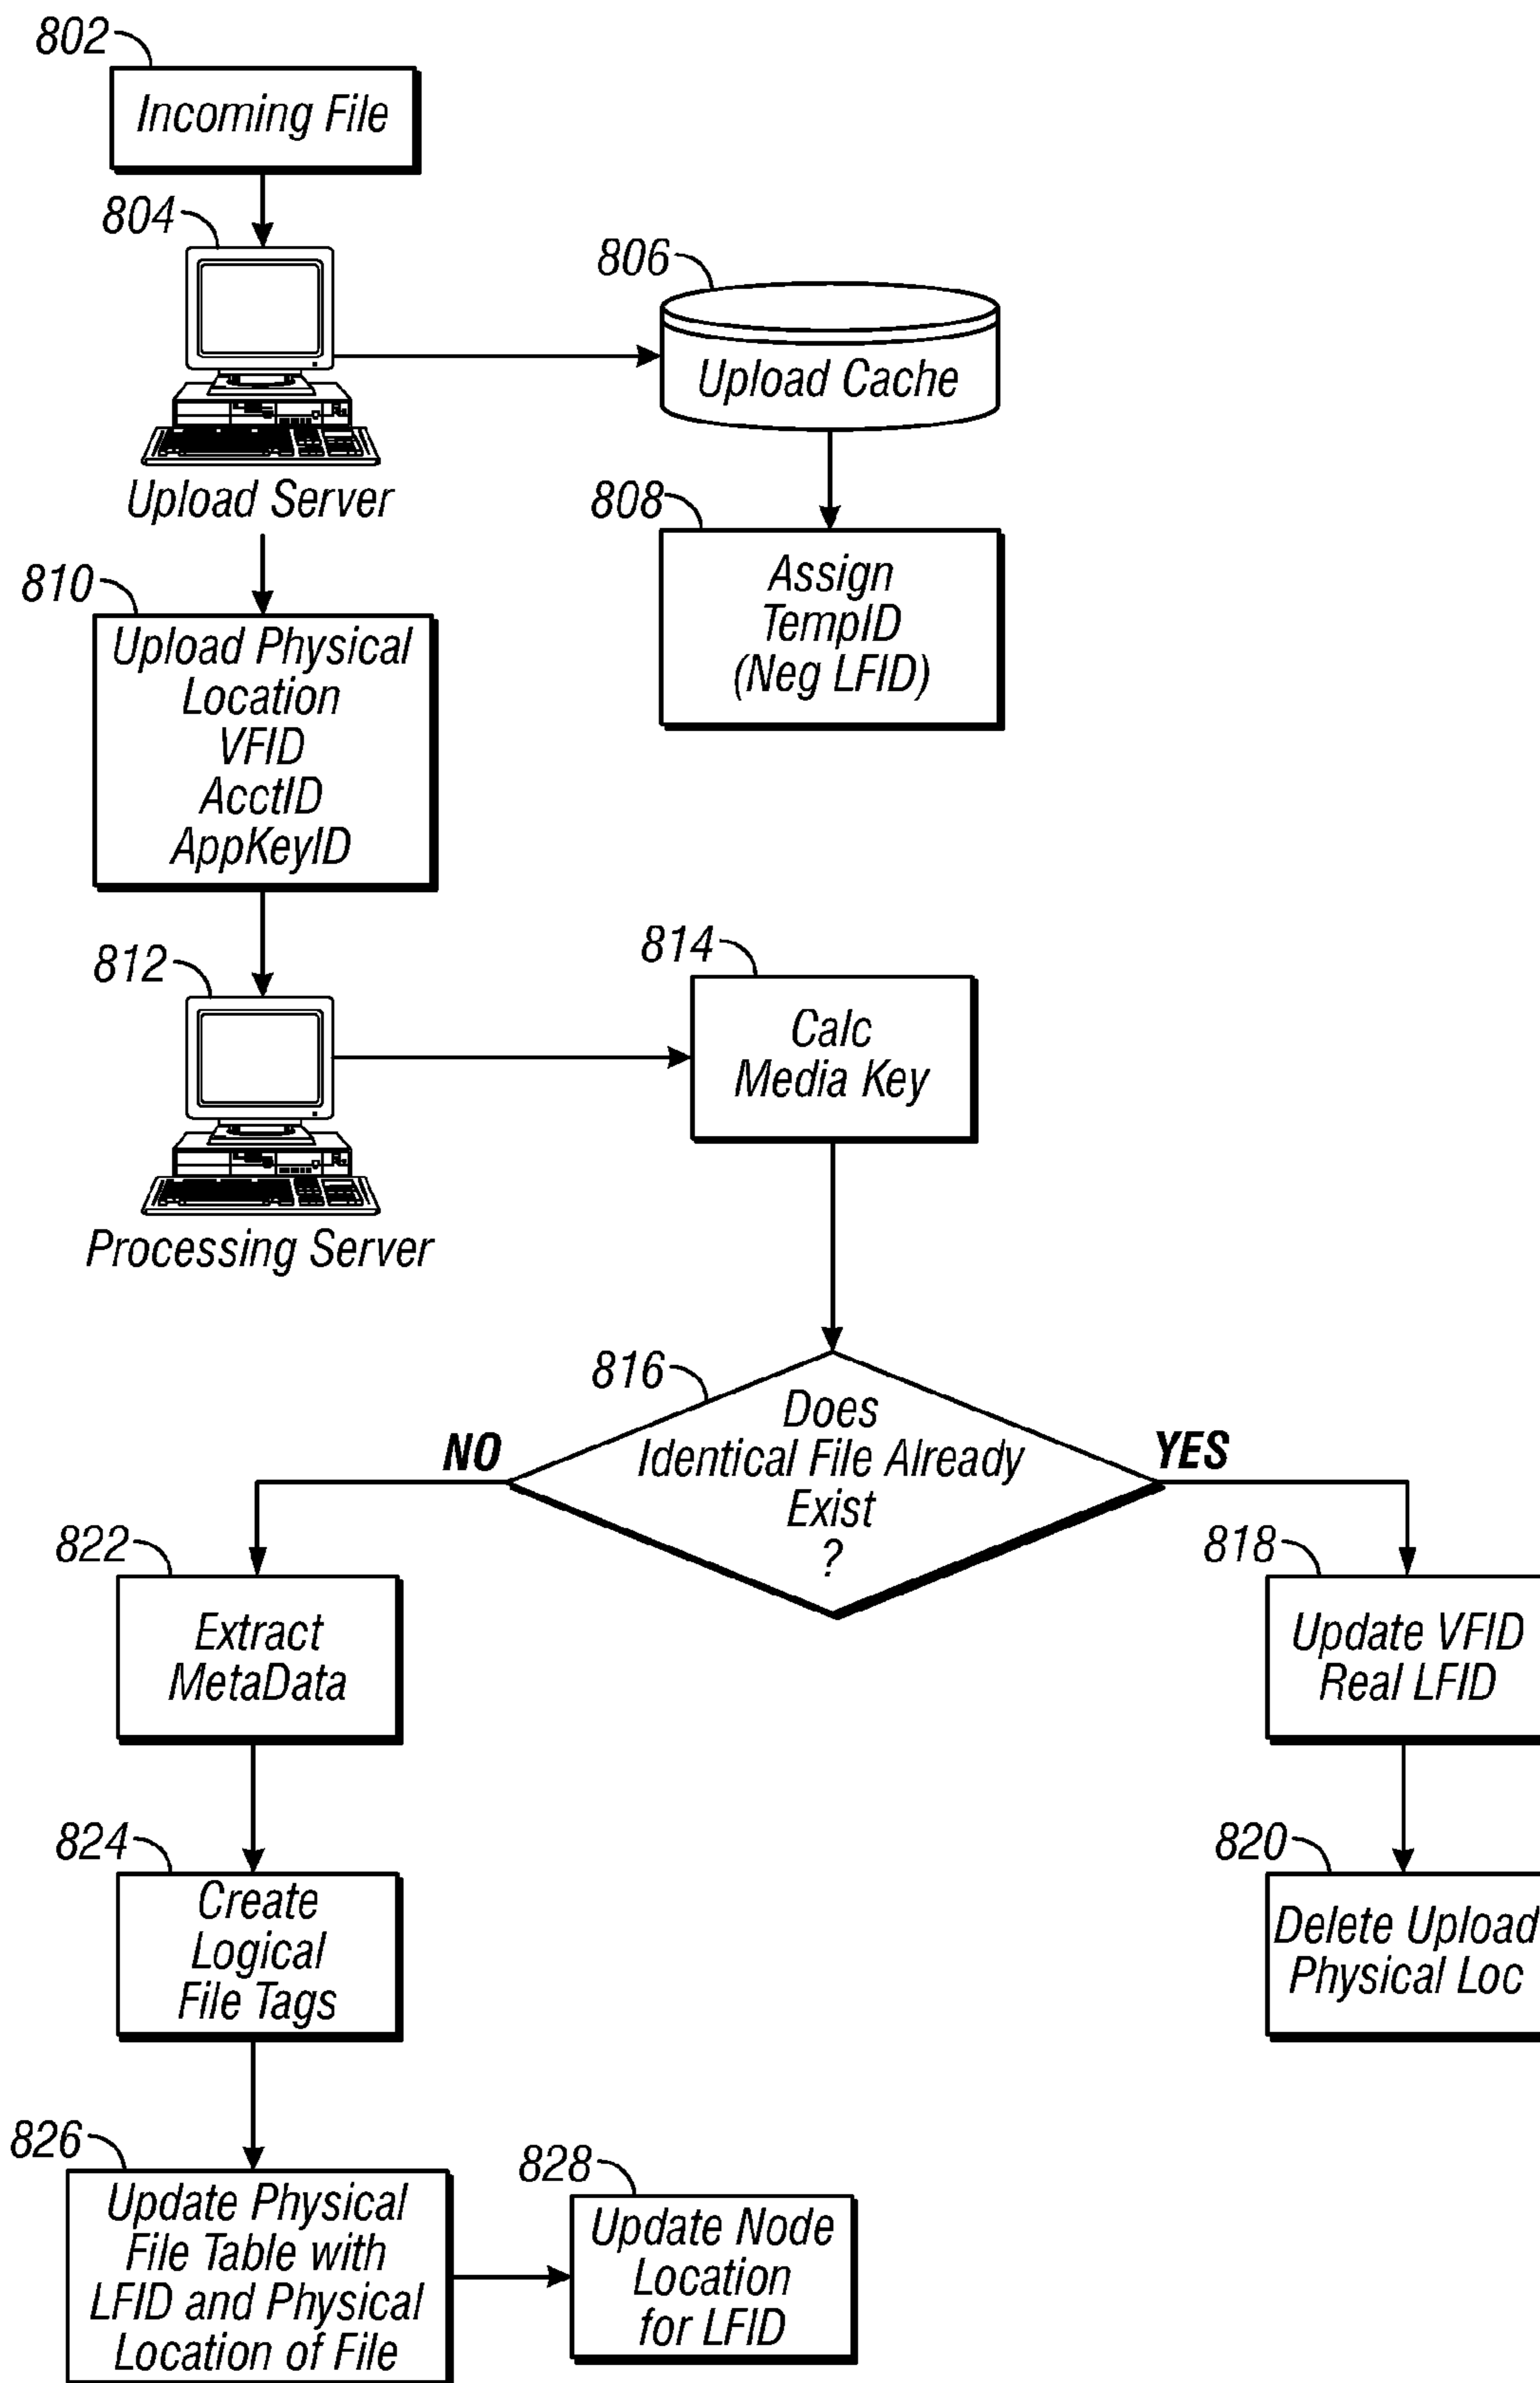 802
Incoming File
804
Upload Server
806
Upload Cache
808
Assign
TempID
(Neg LFID)
810
Upload Physical
Location
VFID
AcctID
AppKeyID
812
Processing Server
814
Calc
Media Key
816
Does
Identical File Already
Exist
?
NO
YES
822
Extract
MetaData
818
Update VFID
Real LFID
824
Create
Logical
File Tags
820
Delete Upload
Physical Loc
826
Update Physical
File Table with
LFID and Physical
Location of File
828
Update Node
Location
for LFID